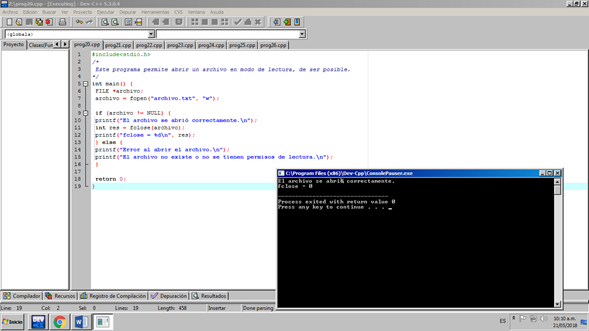 C:\prog20.cpp - [Executing] - Dev-C++ 5.5.3
Archivo Edición Buscar Ver Proyecto Ejecutar Depurar Herramientas CVS Ventana Ayuda
(globals)
Proyecto Clases(Fun
prog20.cpp prog21.cpp prog22.cpp prog23.cpp prog24.cpp prog25.cpp prog26.cpp
1 #include<stdio.h>
2 /*
3 Este programa permite abrir un archivo en modo de lectura, de ser posible.
4 */
5 int main() {
6 FILE *archivo;
7 archivo = fopen("archivo.txt", "w");
8
9 if (archivo != NULL) {
10 printf("El archivo se abrió correctamente.\n");
11 int res = fclose(archivo);
12 printf("fclose = %d\n", res);
13 } else {
14 printf("Error al abrir el archivo.\n");
15 printf("El archivo no existe o no se tienen permisos de lectura.\n");
16 }
17
18 return 0;
19 }
C:\Program Files (x86)\Dev-Cpp\ConsolePauser.exe
correctamente.
El archivo se
fclose = 0
--------------------------------
Process exited with return value 0
Press any key to continue . . . _
Compilador Recursos Registro de Compilación Depuración Resultados
Line: 19 Col: 2 Sel: 0 Lines: 19 Length: 458 Insertar Done parsing
Inicio
ES
10:10 a.m.
21/05/2018